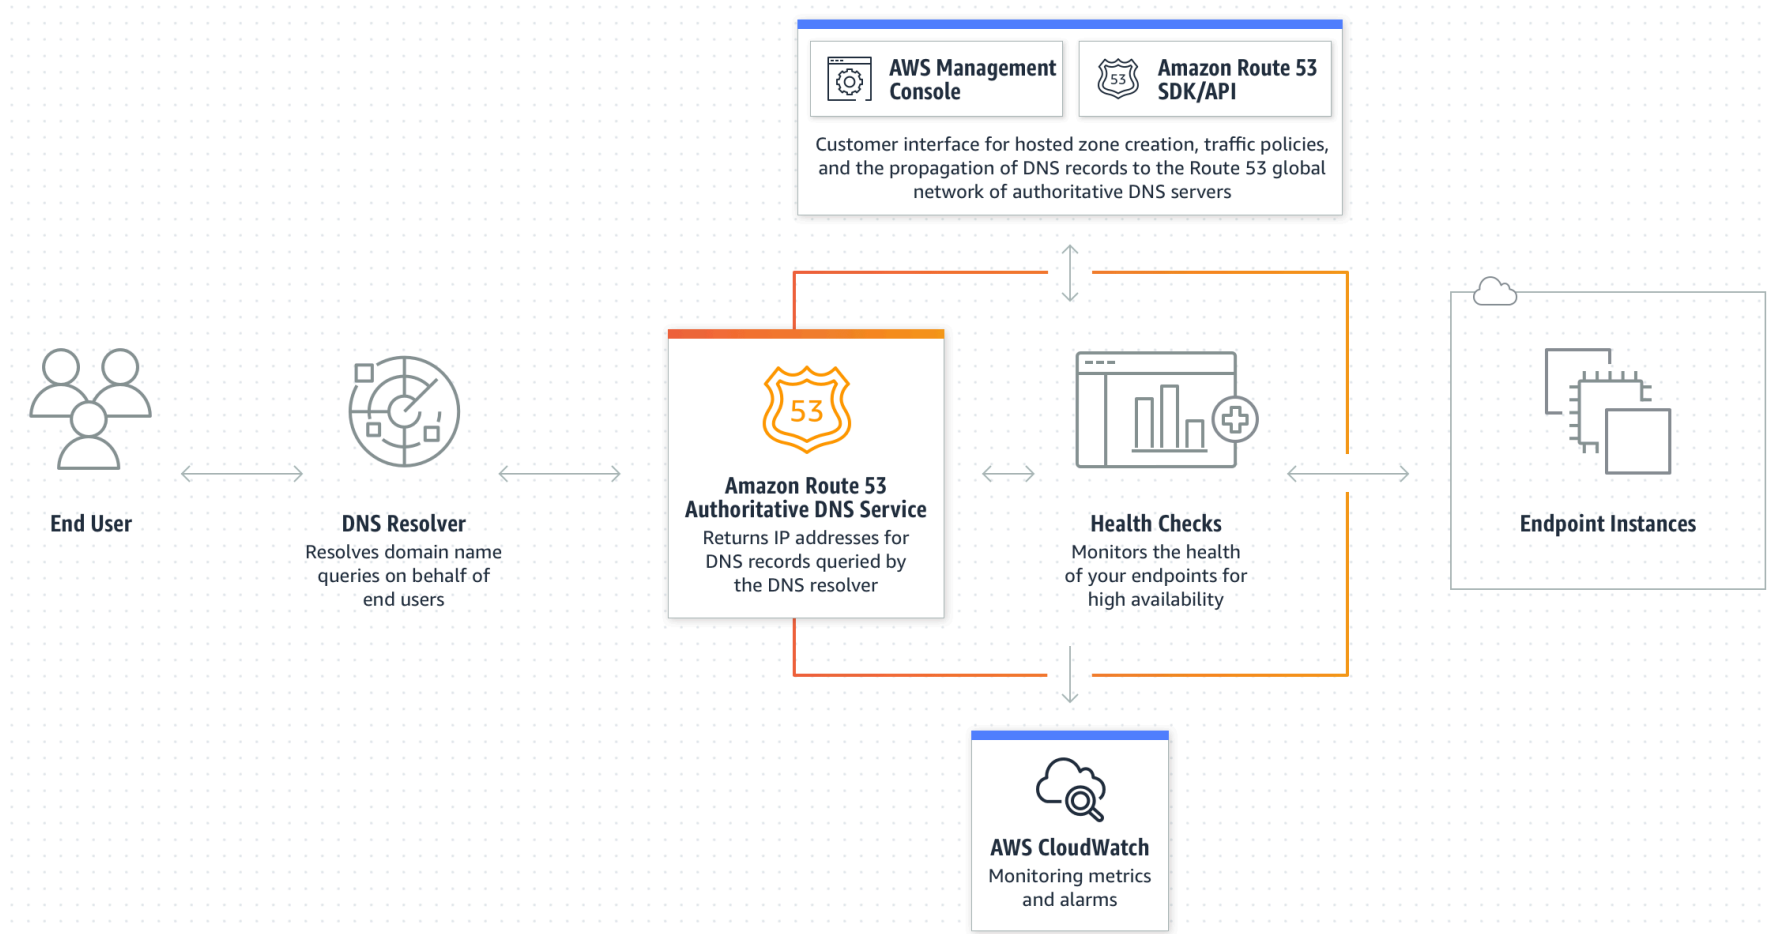 AWS Management
Console
53
Amazon Route 53
SDK/API
Customer interface for hosted zone creation, traffic policies,
and the propagation of DNS records to the Route 53 global
network of authoritative DNS servers
End User
DNS Resolver
Resolves domain name
queries on behalf of
end users
53
Amazon Route 53
Authoritative DNS Service
Returns IP addresses for
DNS records queried by
the DNS resolver
Health Checks
Monitors the health
of your endpoints for
high availability
Endpoint Instances
AWS CloudWatch
Monitoring metrics
and alarms